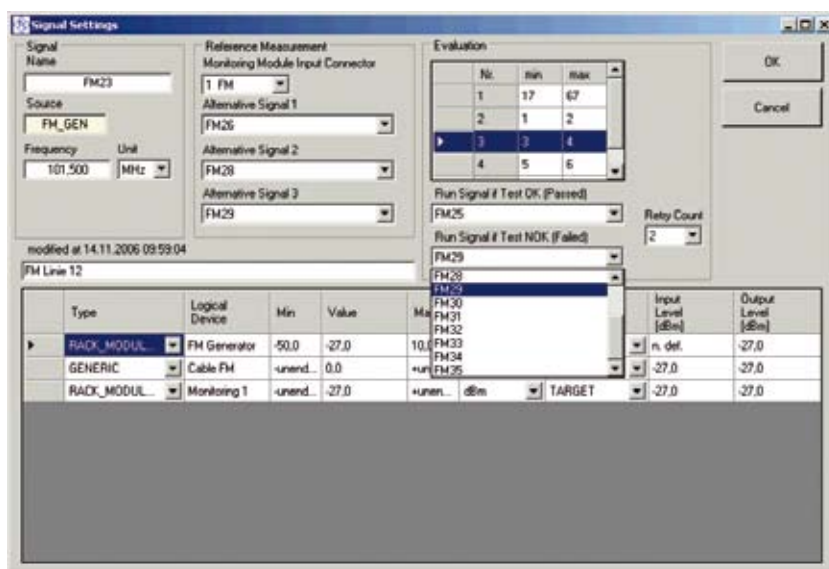 Signal Settings
Signal
Name
FM23
Source
FM_GEN
Frequency Unit
101,500 MHz
Reference Measurement
Monitoring Module Input Connector
1 FM
Alternative Signal 1
FM26
Alternative Signal 2
FM28
Alternative Signal 3
FM29
Evaluation
Nr. min max
1 17 67
2 1 2
3 3 4
4 5 6
Run Signal if Test OK (Passed)
FM25
Run Signal if Test NOK (Failed)
FM29
FM28
FM29
FM30
FM31
FM32
FM33
FM34
FM35
Retry Count
2
OK
Cancel
modified at 14.11.2006 09:59:04
FM Linie 12
Type Logical Device Min Value Input Level [dBm] Output Level [dBm]
RACK_MODUL... FM Generator -50,0 -27,0 10,0 n. def. -27,0
GENERIC Cable FM -unend... 0,0 -27,0 -27,0
RACK_MODUL... Monitoring 1 -unend... -27,0 +unen... dBm TARGET -27,0 -27,0